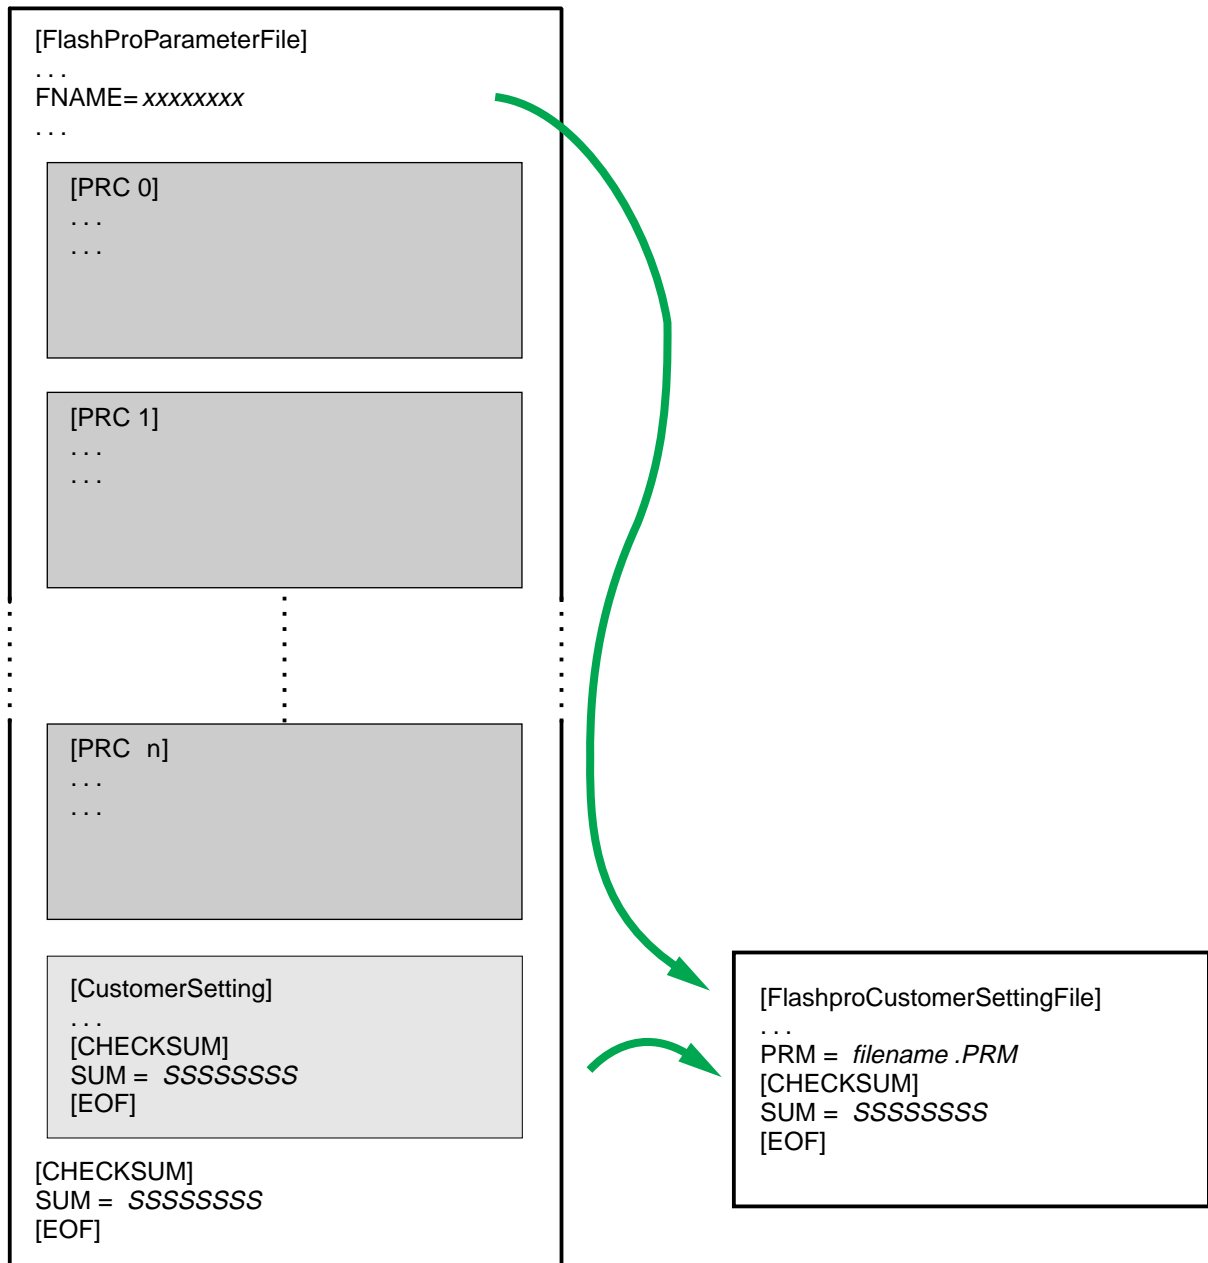 [FlashProParameterFile]
. . .
FNAME= xxxxxxxx
. . .
[PRC 0]
. . .
. . .
[PRC 1]
. . .
. . .
[PRC n]
. . .
. . .
[CustomerSetting]
. . .
[CHECKSUM]
SUM = SSSSSSSS
[EOF]
[CHECKSUM]
SUM = SSSSSSSS
[EOF]
[FlashproCustomerSettingFile]
. . .
PRM = filename .PRM
[CHECKSUM]
SUM = SSSSSSSS
[EOF]